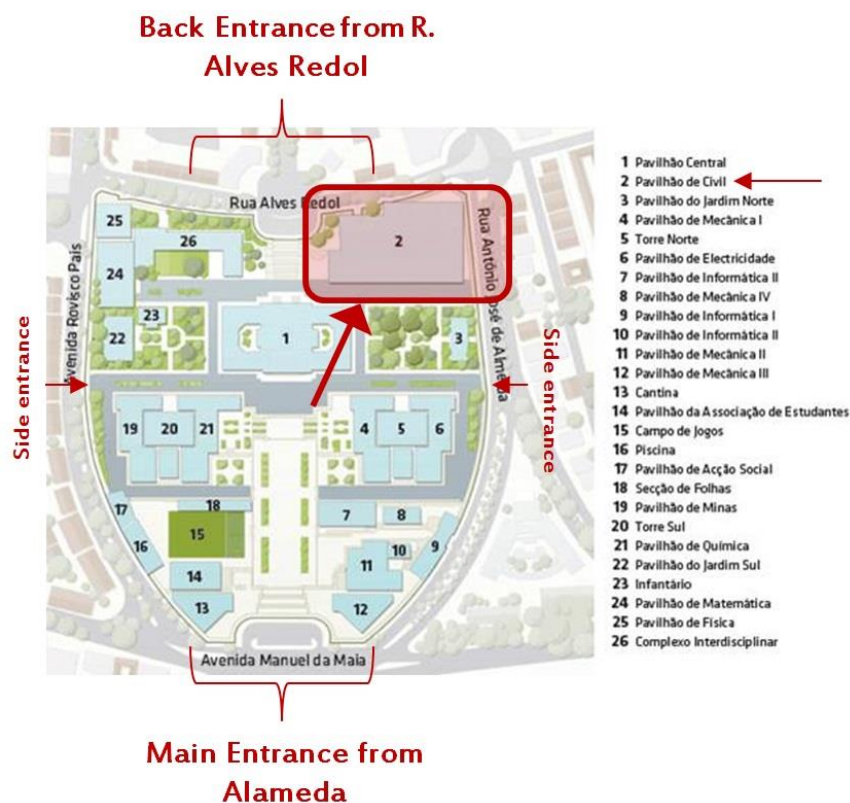 Back Entrance from R.
Alves Redol
Rua Alves Redol
Avenida Rovisco Pais
Rua António José de Almeida
Side entrance
Side entrance
25
26
24
2
23
22
1
3
19
20
21
4
5
6
17
18
16
15
7
8
14
10
9
11
13
12
Avenida Manuel da Maia
Main Entrance from
Alameda
1 Pavilhão Central
2 Pavilhão de Civil
3 Pavilhão do Jardim Norte
4 Pavilhão de Mecânica I
5 Torre Norte
6 Pavilhão de Electricidade
7 Pavilhão de Informática II
8 Pavilhão de Mecânica IV
9 Pavilhão de Informática I
10 Pavilhão de Informática II
11 Pavilhão de Mecânica II
12 Pavilhão de Mecânica III
13 Cantina
14 Pavilhão da Associação de Estudantes
15 Campo de Jogos
16 Piscina
17 Pavilhão de Acção Social
18 Secção de Folhas
19 Pavilhão de Minas
20 Torre Sul
21 Pavilhão de Química
22 Pavilhão do Jardim Sul
23 Infantário
24 Pavilhão de Matemática
25 Pavilhão de Física
26 Complexo Interdisciplinar